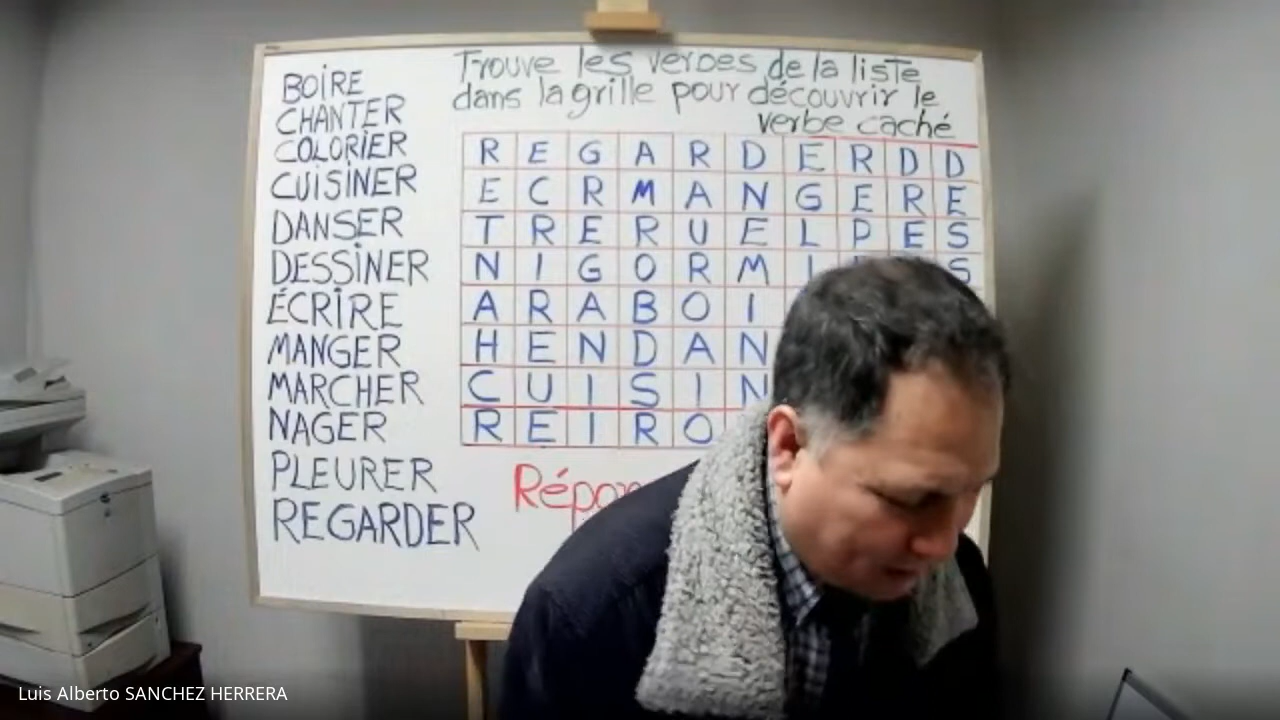 Trouve les verbes de la liste
dans la grille pour découvrir le
verbe caché
BOIRE
CHANTER
COLORIER
CUISINER
DANSER
DESSINER
ÉCRIRE
MANGER
MARCHER
NAGER
PLEURER
REGARDER
R E G A R D E R D D
E C R M A N G E R E
T R E R U E L P E S
N I G O R M I S
A R A B O I
H E N D A N
C U I S I N
R E I R O
Luis Alberto SANCHEZ HERRERA